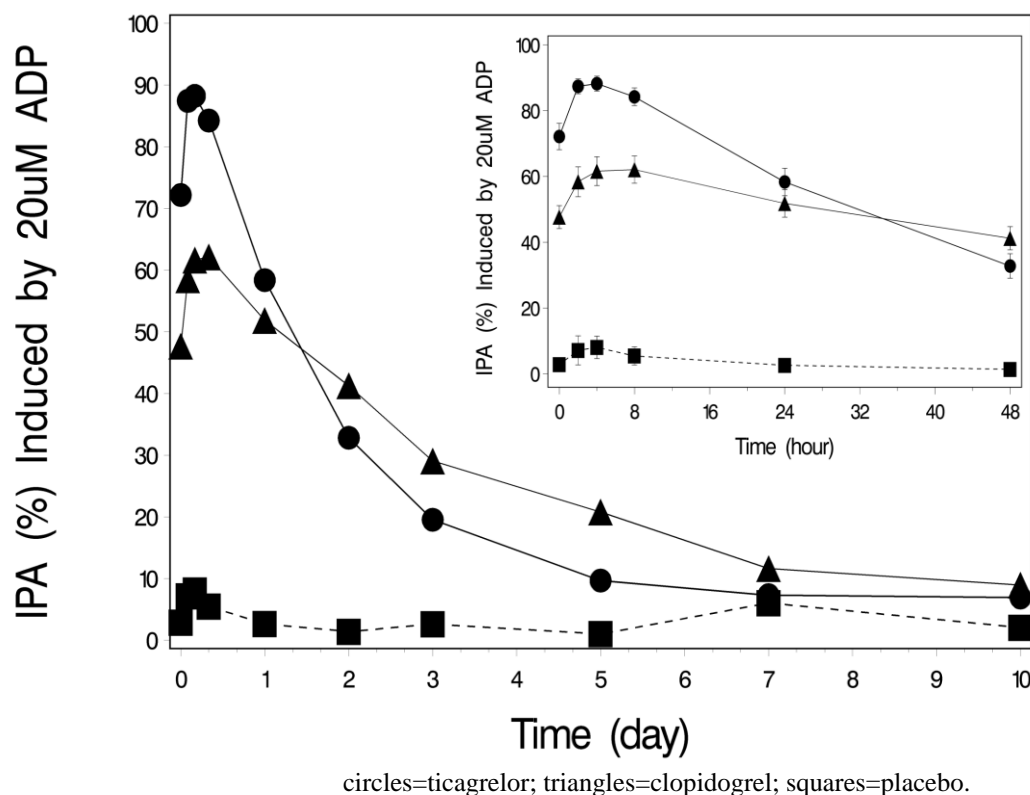 IPA (%) Induced by 20uM ADP
100
90
80
70
60
50
40
30
20
10
0
0 1 2 3 4 5 6 7 8 9 10
Time (day)
IPA (%) Induced by 20uM ADP
100
80
60
40
20
0
0 8 16 24 32 40 48
Time (hour)
circles=ticagrelor; triangles=clopidogrel; squares=placebo.